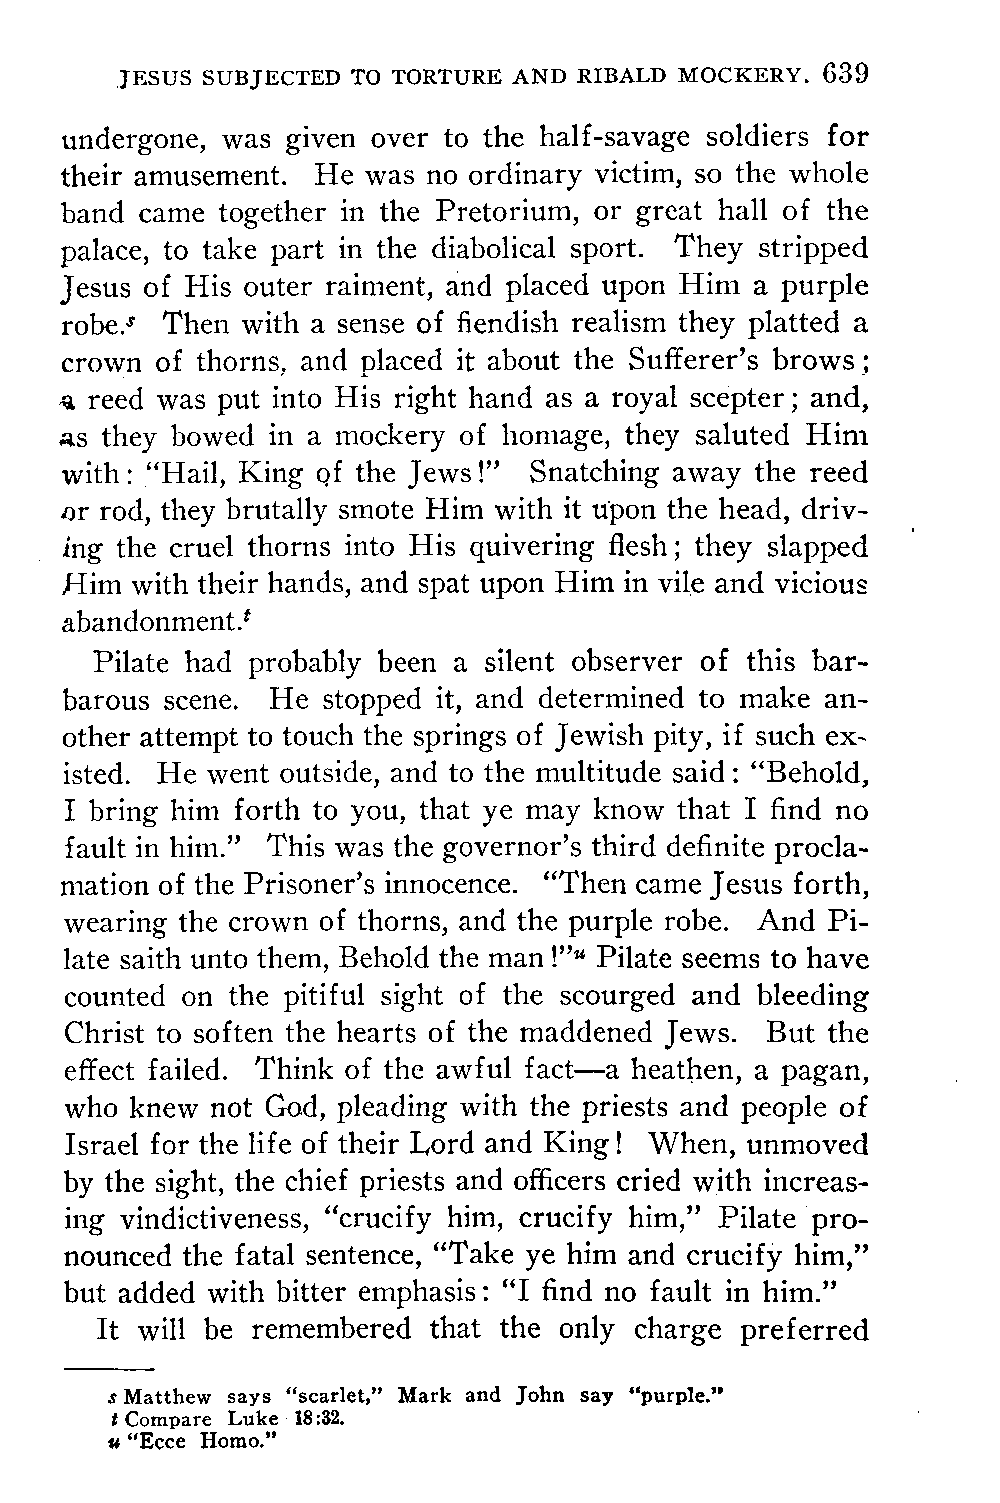 JESUS SUBJECTED TO TORTURE AND RIBALD MOCKERY. 639
undergone, was given over to the half-savage soldiers for
their amusement. He was no ordinary victim, so the whole
band came together in the Pretorium, or great hall of the
palace, to take part in the diabolical sport. They stripped
Jesus of His outer raiment, and placed upon Him a purple
robe.s Then with a sense of fiendish realism they platted a
crown of thorns, and placed it about the Sufferer's brows;
a reed was put into His right hand as a royal scepter; and,
as they bowed in a mockery of homage, they saluted Him
with: "Hail, King of the Jews!" Snatching away the reed
or rod, they brutally smote Him with it upon the head, driv-
ing the cruel thorns into His quivering flesh; they slapped
Him with their hands, and spat upon Him in vile and vicious
abandonment.t
Pilate had probably been a silent observer of this bar-
barous scene. He stopped it, and determined to make an-
other attempt to touch the springs of Jewish pity, if such ex-
isted. He went outside, and to the multitude said: "Behold,
I bring him forth to you, that ye may know that I find no
fault in him." This was the governor's third definite procla-
mation of the Prisoner's innocence. "Then came Jesus forth,
wearing the crown of thorns, and the purple robe. And Pi-
late saith unto them, Behold the man!"u Pilate seems to have
counted on the pitiful sight of the scourged and bleeding
Christ to soften the hearts of the maddened Jews. But the
effect failed. Think of the awful fact—a heathen, a pagan,
who knew not God, pleading with the priests and people of
Israel for the life of their Lord and King! When, unmoved
by the sight, the chief priests and officers cried with increas-
ing vindictiveness, "crucify him, crucify him," Pilate pro-
nounced the fatal sentence, "Take ye him and crucify him,"
but added with bitter emphasis: "I find no fault in him."
It will be remembered that the only charge preferred
s Matthew says "scarlet," Mark and John say "purple."
t Compare Luke 18:32.
u "Ecce Homo."